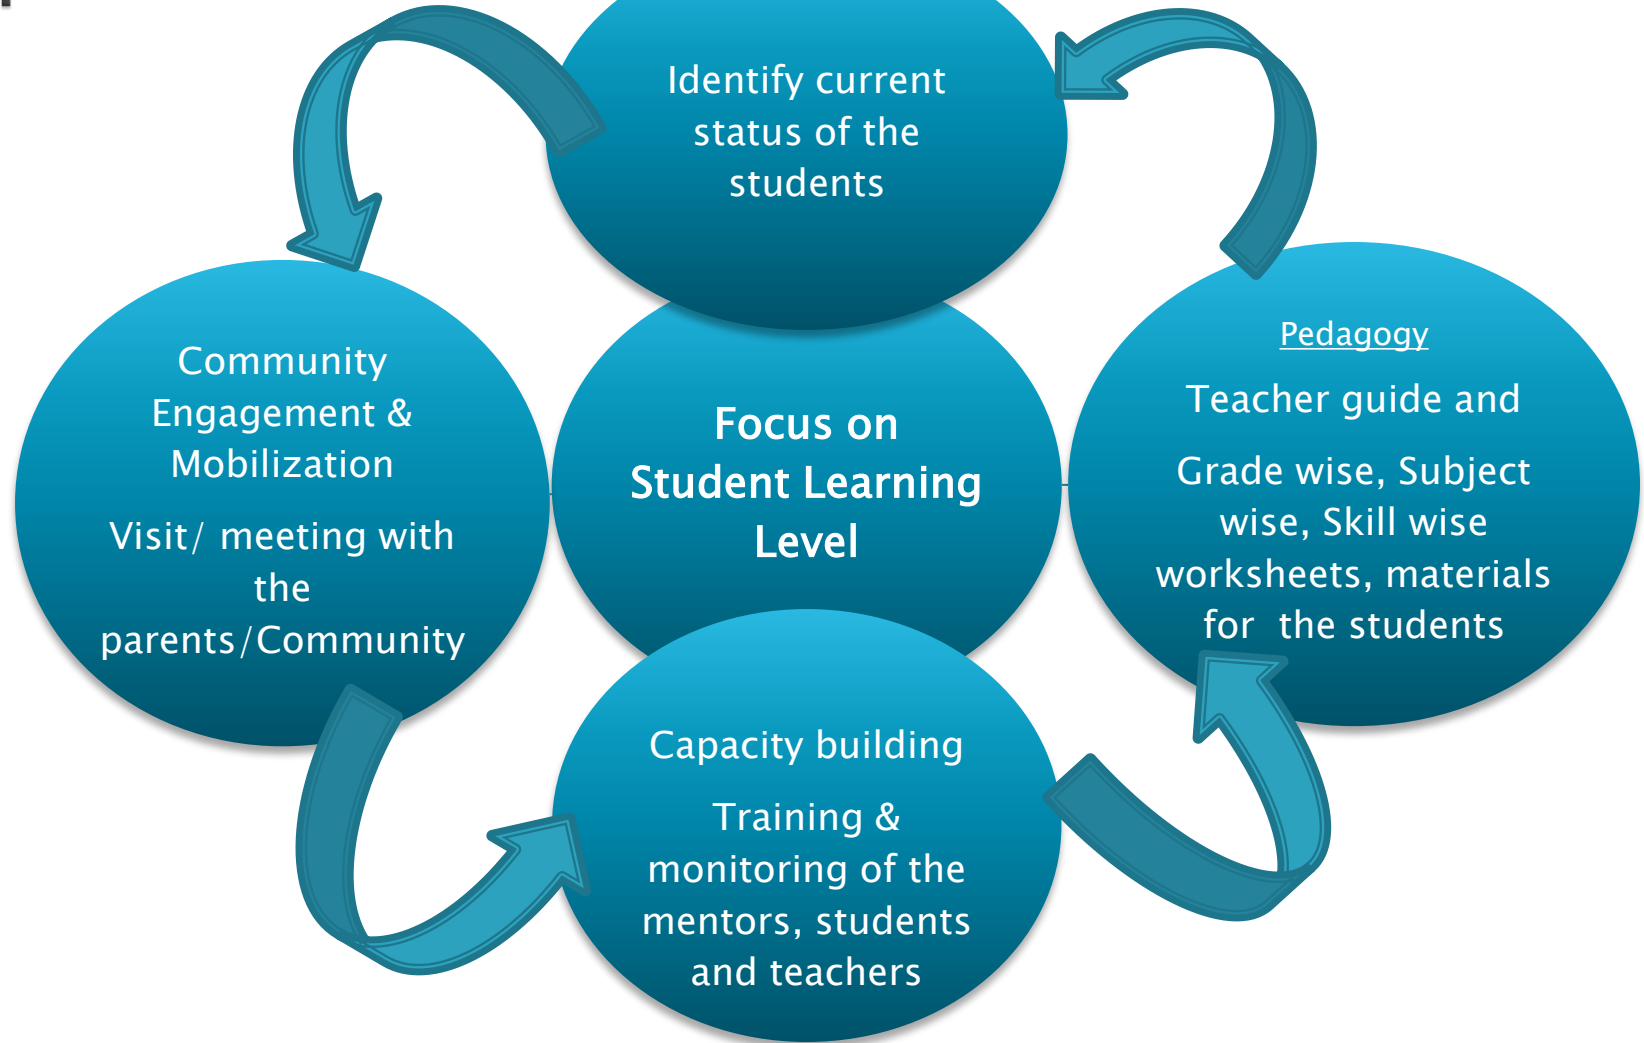 Identify current
status of the
students
Community
Engagement &
Mobilization
Visit/ meeting with
the
parents/Community
Focus on
Student Learning
Level
Pedagogy
Teacher guide and
Grade wise, Subject
wise, Skill wise
worksheets, materials
for  the students
Capacity building
Training &
monitoring of the
mentors, students
and teachers